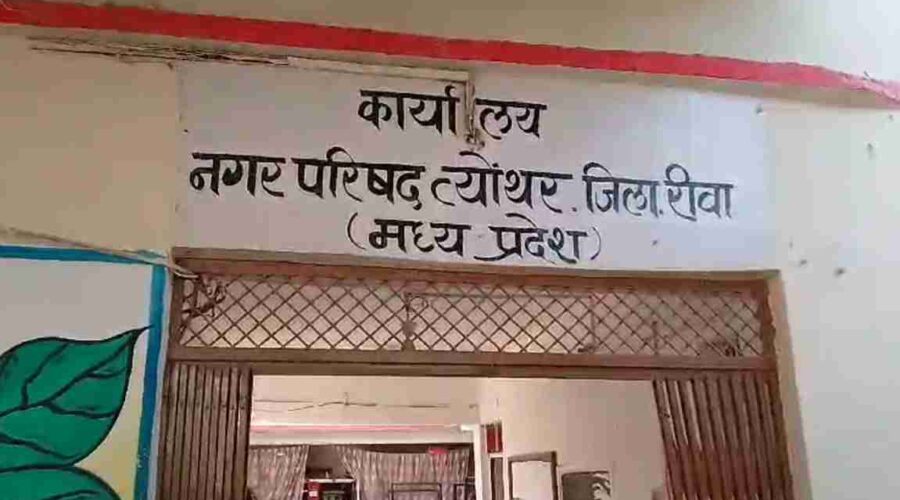 कार्यालय
नगर परिषद त्योंथर. जिला. रीवा
(मध्य प्रदेश)